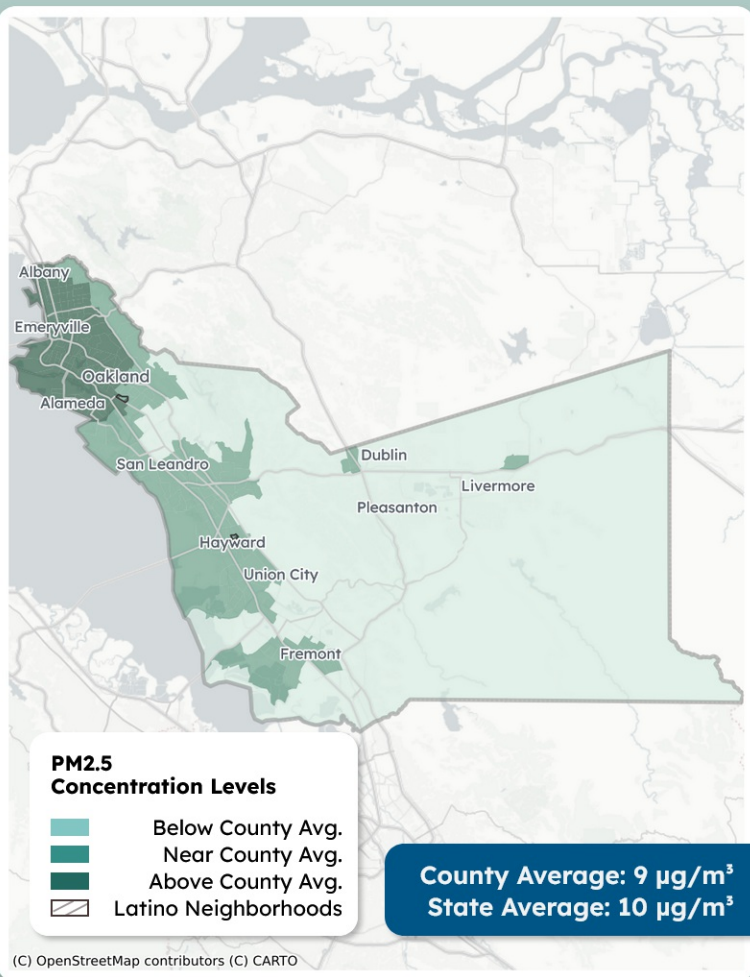 Albany
Emeryville
Oakland
Alameda
San Leandro
Dublin
Livermore
Pleasanton
Hayward
Union City
Fremont
PM2.5
Concentration Levels
Below County Avg.
Near County Avg.
Above County Avg.
Latino Neighborhoods
County Average: 9 µg/m³
State Average: 10 µg/m³
(C) OpenStreetMap contributors (C) CARTO